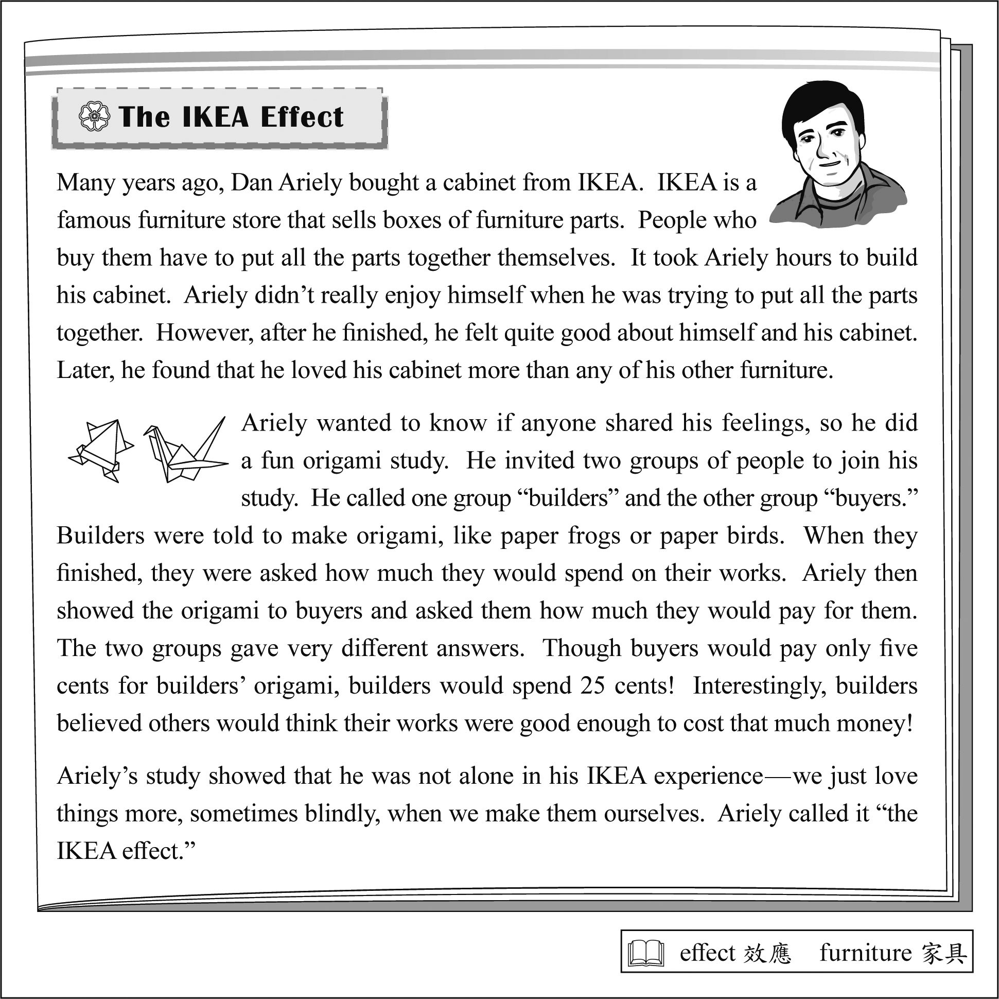 The IKEA Effect
Many years ago, Dan Ariely bought a cabinet from IKEA. IKEA is a
famous furniture store that sells boxes of furniture parts. People who
buy them have to put all the parts together themselves. It took Ariely hours to build
his cabinet. Ariely didn’t really enjoy himself when he was trying to put all the parts
together. However, after he finished, he felt quite good about himself and his cabinet.
Later, he found that he loved his cabinet more than any of his other furniture.
Ariely wanted to know if anyone shared his feelings, so he did
a fun origami study. He invited two groups of people to join his
study. He called one group “builders” and the other group “buyers.”
Builders were told to make origami, like paper frogs or paper birds. When they
finished, they were asked how much they would spend on their works. Ariely then
showed the origami to buyers and asked them how much they would pay for them.
The two groups gave very different answers. Though buyers would pay only five
cents for builders’ origami, builders would spend 25 cents! Interestingly, builders
believed others would think their works were good enough to cost that much money!
Ariely’s study showed that he was not alone in his IKEA experience—we just love
things more, sometimes blindly, when we make them ourselves. Ariely called it “the
IKEA effect.”
effect 效應 furniture 家具